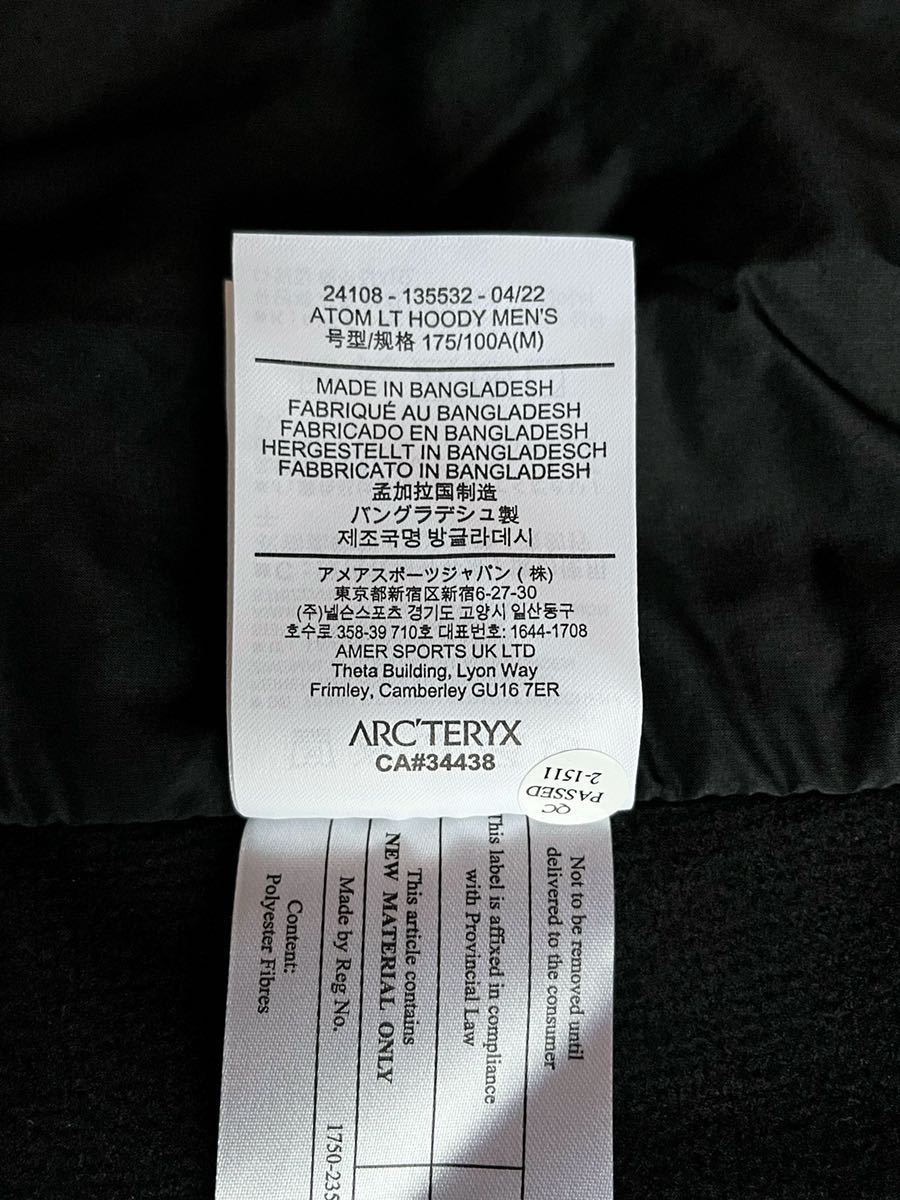 24108 - 135532 - 04/22
ATOM LT HOODY MEN'S
号型/规格 175/100A(M)
MADE IN BANGLADESH
FABRIQUÉ AU BANGLADESH
FABRICADO EN BANGLADESH
HERGESTELLT IN BANGLADESCH
FABBRICATO IN BANGLADESH
孟加拉国制造
バングラデシュ製
제조국명 방글라데시
アメアスポーツジャパン ( 株)
東京都新宿区新宿6-27-30
(주)넬슨스포츠 경기도 고양시 일산동구
호수로 358-39 710호 대표번호: 1644-1708
AMER SPORTS UK LTD
Theta Building, Lyon Way
Frimley, Camberley GU16 7ER
ARC'TERYX
CA#34438
QC
PASSED
2-1511
Not to be removed until
delivered to the consumer
This label is affixed in compliance
with Provincial Law
This article contains
NEW MATERIAL ONLY
Made by Reg No. 1750-235
Content:
Polyester Fibres